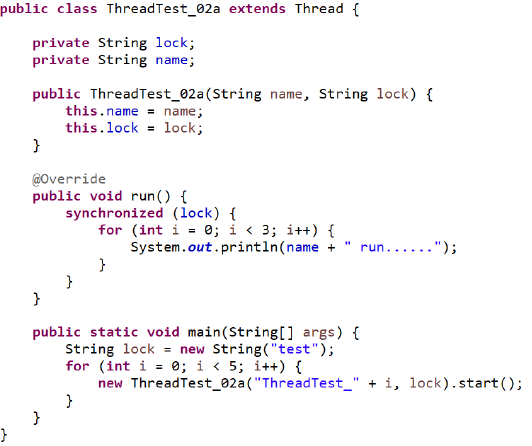 public class ThreadTest_02a extends Thread {
private String lock;
private String name;
public ThreadTest_02a(String name, String lock) {
this.name = name;
this.lock = lock;
}
@Override
public void run() {
synchronized (lock) {
for (int i = 0; i < 3; i++) {
System.out.println(name + " run......");
}
}
}
public static void main(String[] args) {
String lock = new String("test");
for (int i = 0; i < 5; i++) {
new ThreadTest_02a("ThreadTest_" + i, lock).start();
}
}
}